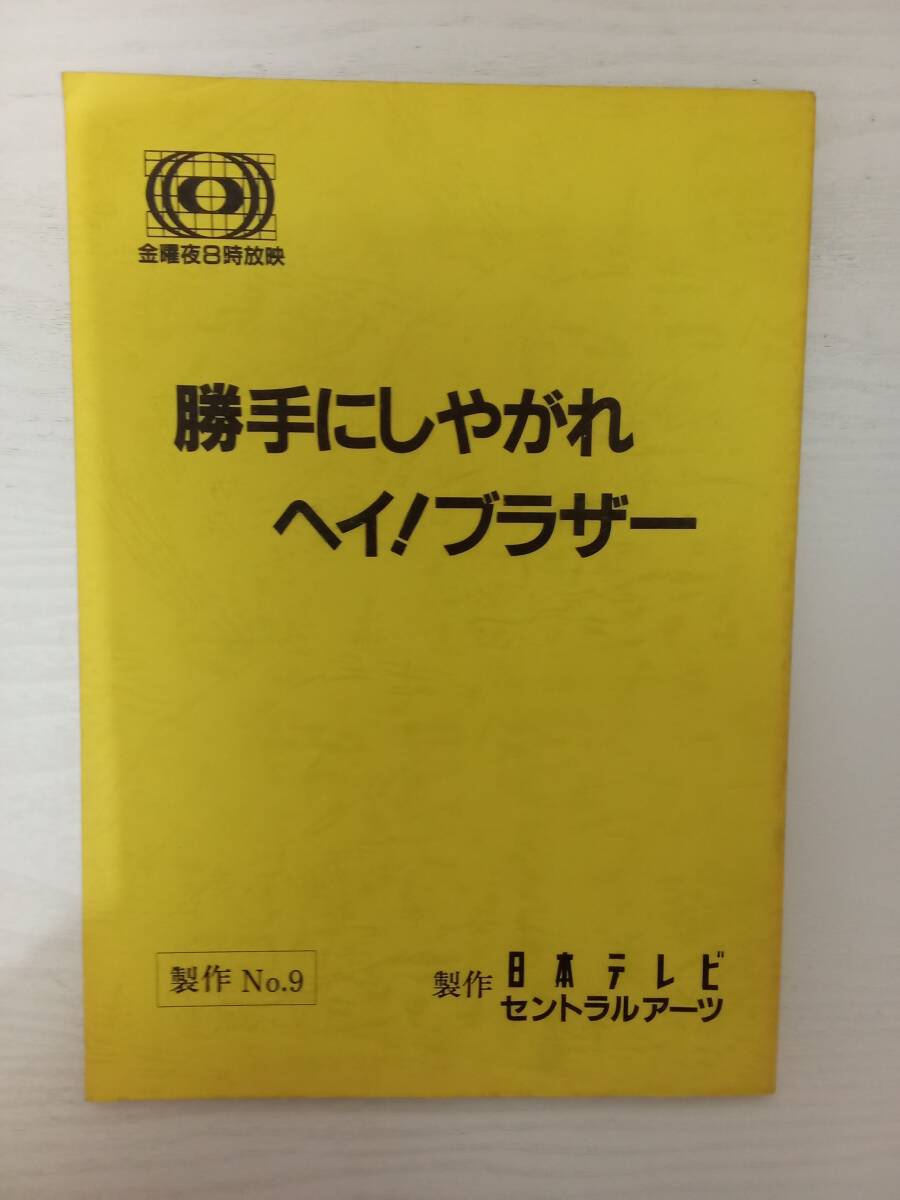 金曜夜8時放映
勝手にしやがれ
ヘイ!ブラザー
製作 No.9
製作 日本テレビ
セントラルアーツ